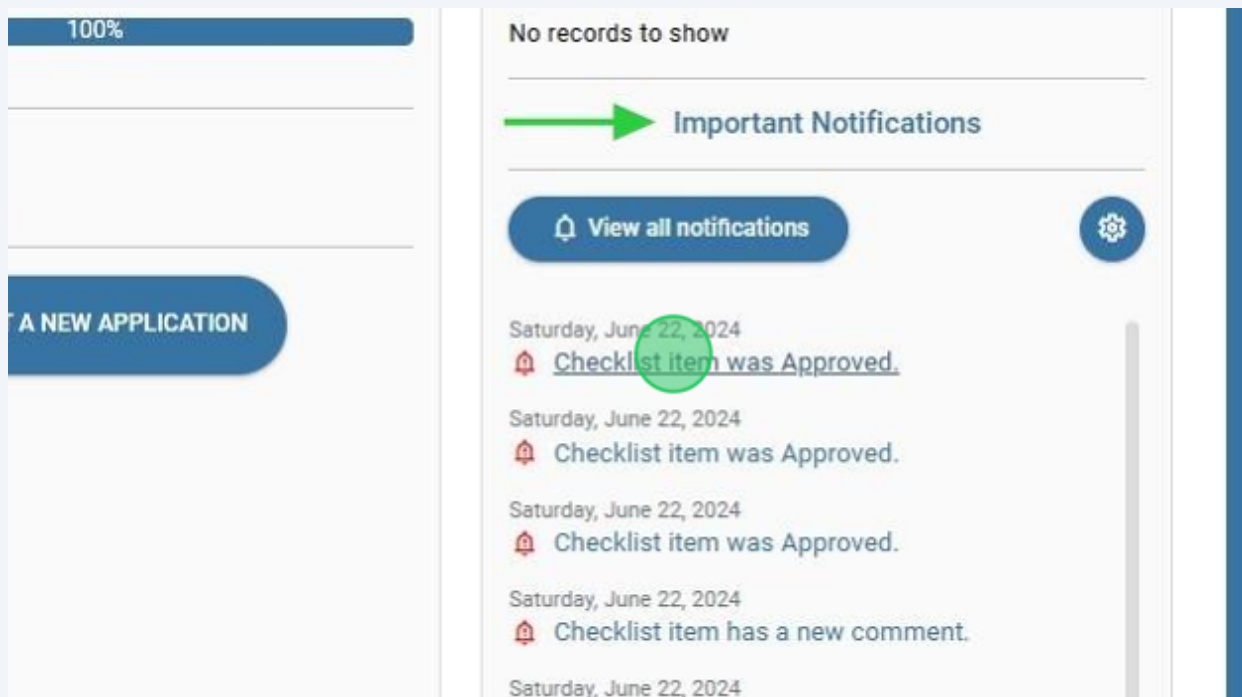 100%
A NEW APPLICATION
No records to show
Important Notifications
View all notifications
Saturday, June 22, 2024
Checklist item was Approved.
Saturday, June 22, 2024
Checklist item was Approved.
Saturday, June 22, 2024
Checklist item was Approved.
Saturday, June 22, 2024
Checklist item has a new comment.
Saturday, June 22, 2024